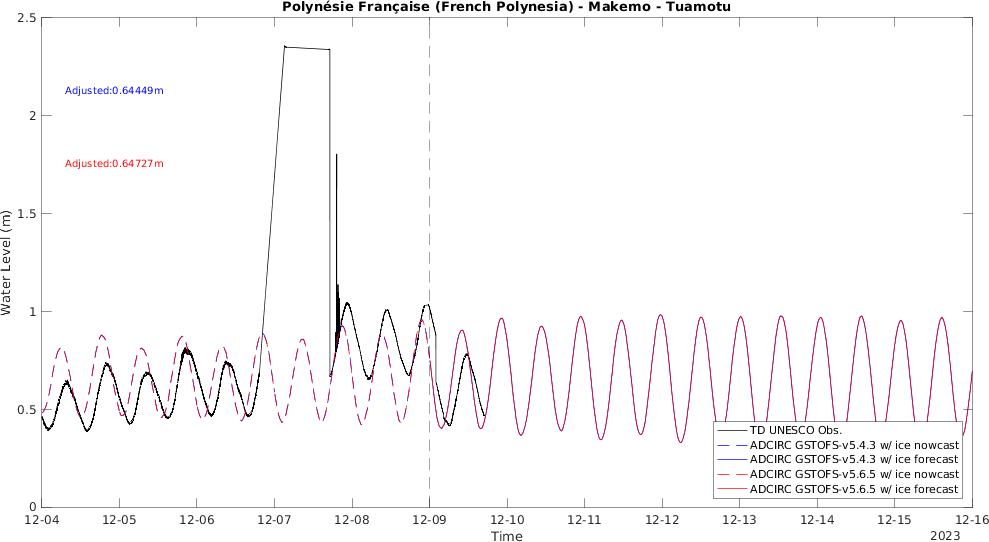 Polynésie Française (French Polynesia) - Makemo - Tuamotu
2.5
2
1.5
1
0.5
0
Water Level (m)
Adjusted:0.64449m
Adjusted:0.64727m
TD UNESCO Obs.
ADCIRC GSTOFS-v5.4.3 w/ ice nowcast
ADCIRC GSTOFS-v5.4.3 w/ ice forecast
ADCIRC GSTOFS-v5.6.5 w/ ice nowcast
ADCIRC GSTOFS-v5.6.5 w/ ice forecast
12-04 12-05 12-06 12-07 12-08 12-09 12-10 12-11 12-12 12-13 12-14 12-15 12-16
Time
2023